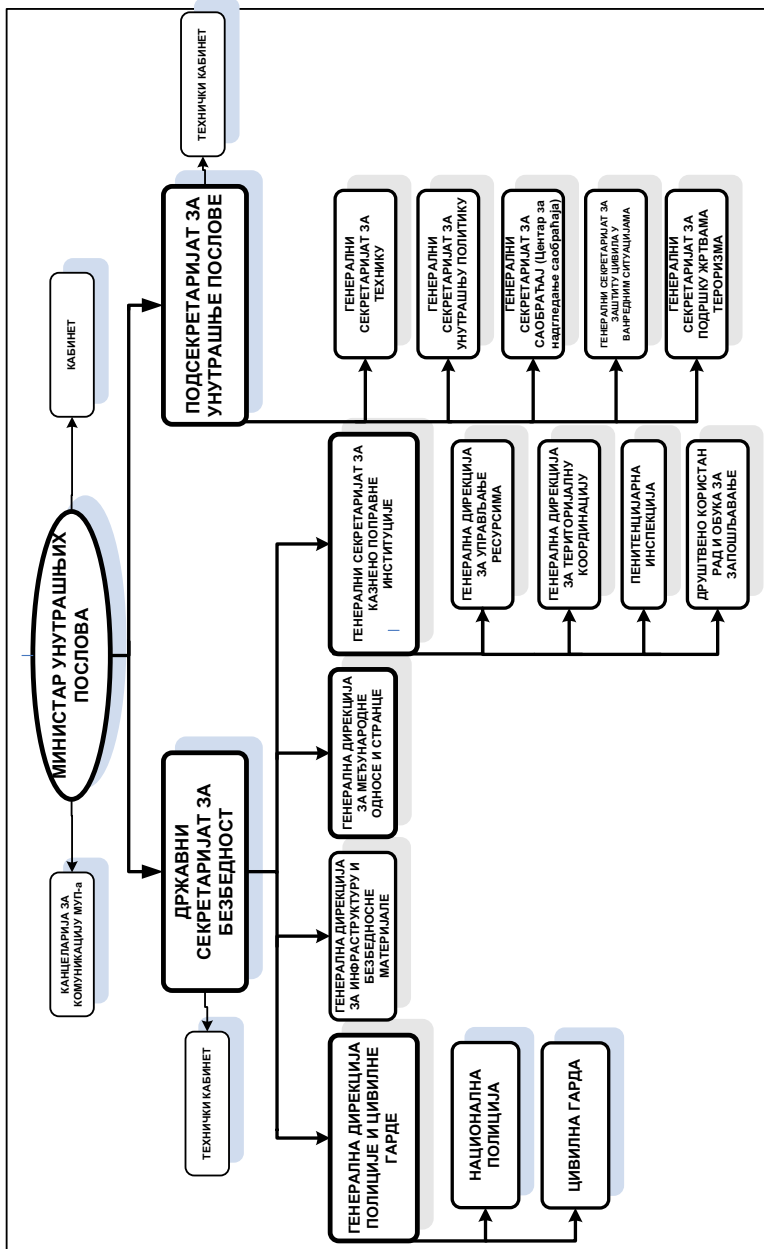 МИНИСТАР УНУТРАШЊИХ
ПОСЛОВА
КАНЦЕЛАРИЈА ЗА
КОМУНИКАЦИЈУ МУП-а
КАБИНЕТ
ДРЖАВНИ
СЕКРЕТАРИЈАТ ЗА
БЕЗБЕДНОСТ
ТЕХНИЧКИ КАБИНЕТ
ПОДСЕКРЕТАРИЈАТ ЗА
УНУТРАШЊЕ ПОСЛОВЕ
ТЕХНИЧКИ КАБИНЕТ
ГЕНЕРАЛНА ДИРЕКЦИЈА
ПОЛИЦИЈЕ И ЦИВИЛНЕ
ГАРДЕ
НАЦИОНАЛНА
ПОЛИЦИЈА
ЦИВИЛНА ГАРДА
ГЕНЕРАЛНА ДИРЕКЦИЈА
ЗА ИНФРАСТРУКТУРУ И
БЕЗБЕДНОСНЕ
МАТЕРИЈАЛЕ
ГЕНЕРАЛНА ДИРЕКЦИЈА
ЗА МЕЂУНАРОДНЕ
ОДНОСЕ И СТРАНЦЕ
ГЕНЕРАЛНИ СЕКРЕТАРИЈАТ ЗА
КАЗНЕНО ПОПРАВНЕ
ИНСТИТУЦИЈЕ
ГЕНЕРАЛНА ДИРЕКЦИЈА
ЗА УПРАВЉАЊЕ
РЕСУРСИМА
ГЕНЕРАЛНА ДИРЕКЦИЈА
ЗА ТЕРИТОРИЈАЛНУ
КООРДИНАЦИЈУ
ПЕНИТЕНЦИЈАРНА
ИНСПЕКЦИЈА
ДРУШТВЕНО КОРИСТАН
РАД И ОБУКА ЗА
ЗАПОШЉАВАЊЕ
ГЕНЕРАЛНИ
СЕКРЕТАРИЈАТ ЗА
ТЕХНИКУ
ГЕНЕРАЛНИ
СЕКРЕТАРИЈАТ ЗА
УНУТРАШЊУ ПОЛИТИКУ
ГЕНЕРАЛНИ
СЕКРЕТАРИЈАТ ЗА
САОБРАЋАЈ (Центар за
надгледање саобраћаја)
ГЕНЕРАЛНИ СЕКРЕТАРИЈАТ ЗА
ЗАШТИТУ ЦИВИЛА У
ВАНРЕДНИМ СИТУАЦИЈАМА
ГЕНЕРАЛНИ
СЕКРЕТАРИЈАТ ЗА
ПОДРШКУ ЖРТВАМА
ТЕРОРИЗМА